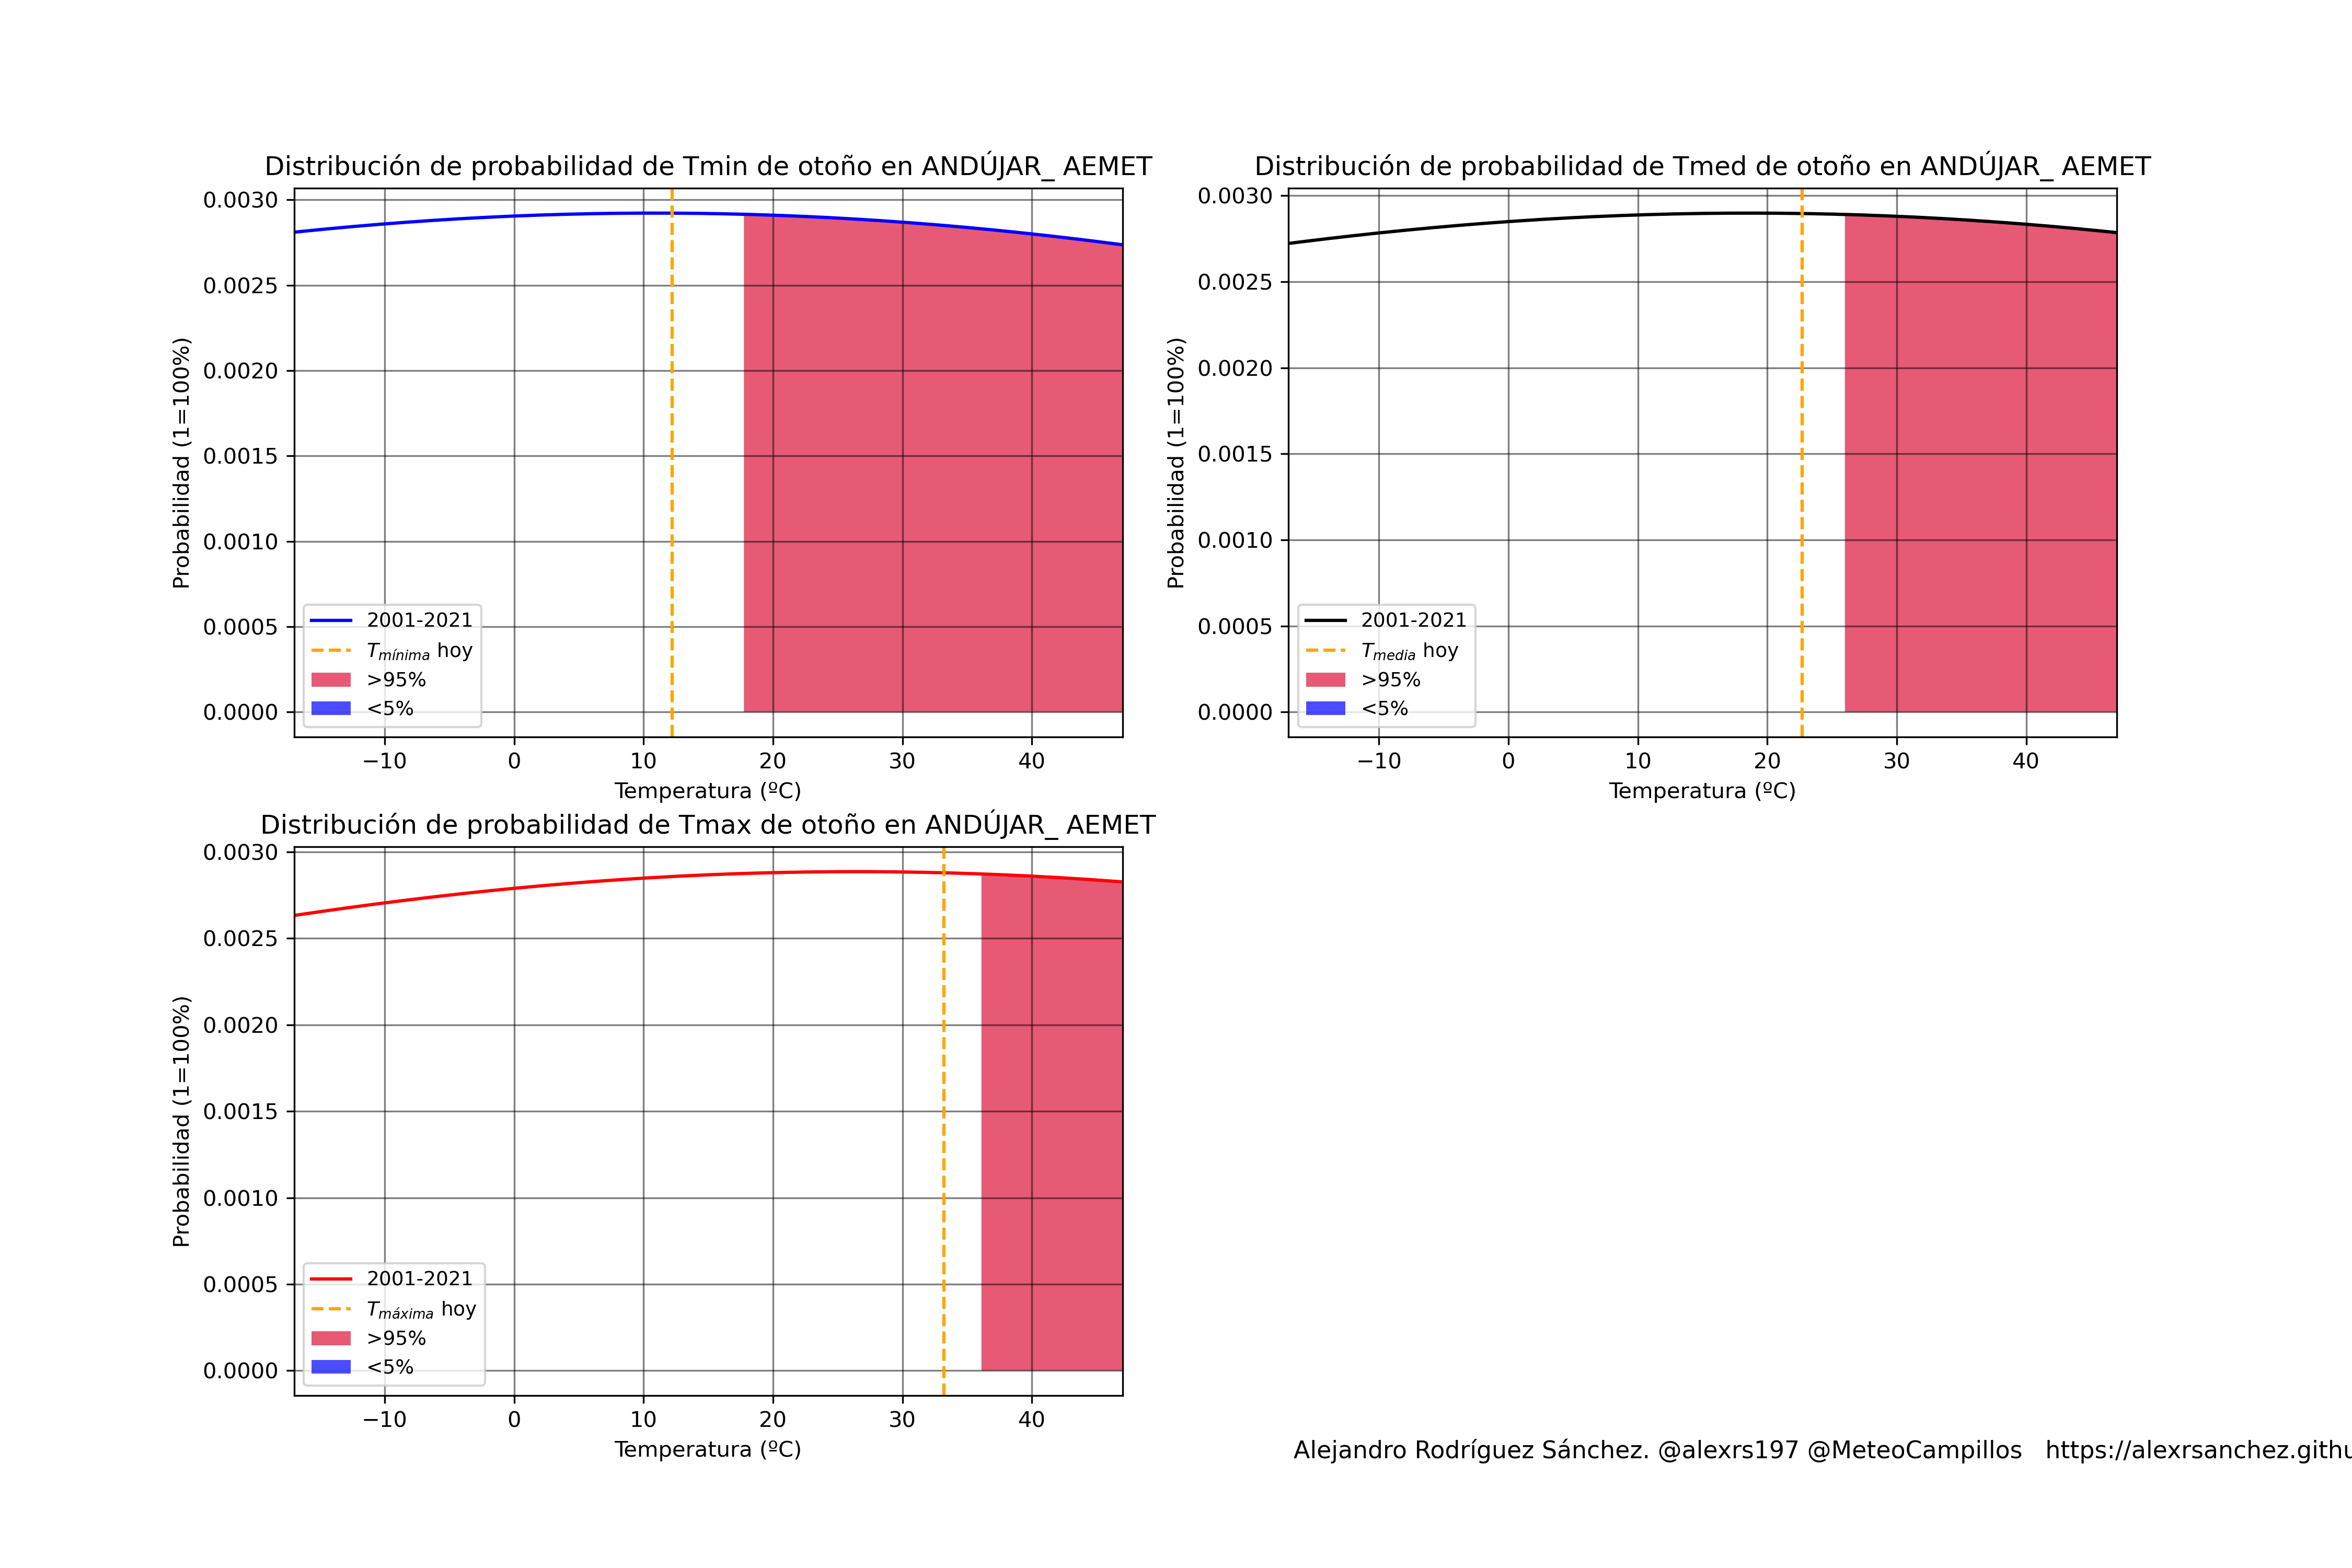 Distribución de probabilidad de Tmin de otoño en ANDÚJAR_ AEMET
0.0030
0.0025
0.0020
0.0015
0.0010
0.0005
0.0000
Probabilidad (1=100%)
2001-2021
Tmínima hoy
>95%
<5%
−10 0 10 20 30 40
Temperatura (ºC)
Distribución de probabilidad de Tmed de otoño en ANDÚJAR_ AEMET
0.0030
0.0025
0.0020
0.0015
0.0010
0.0005
0.0000
Probabilidad (1=100%)
2001-2021
Tmedia hoy
>95%
<5%
−10 0 10 20 30 40
Temperatura (ºC)
Distribución de probabilidad de Tmax de otoño en ANDÚJAR_ AEMET
0.0030
0.0025
0.0020
0.0015
0.0010
0.0005
0.0000
Probabilidad (1=100%)
2001-2021
Tmáxima hoy
>95%
<5%
−10 0 10 20 30 40
Temperatura (ºC)
Alejandro Rodríguez Sánchez. @alexrs197 @MeteoCampillos https://alexrsanchez.githu